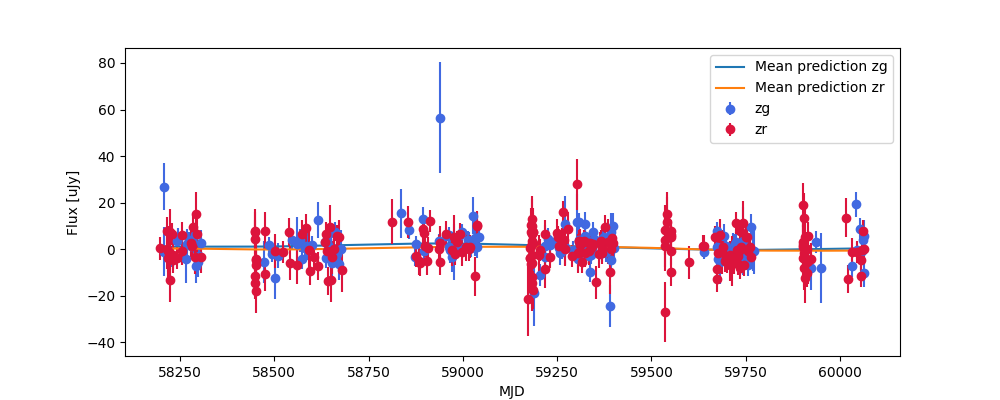 80
60
40
20
0
−20
−40
Flux [uJy]
58250
58500
58750
59000
59250
59500
59750
60000
MJD
Mean prediction zg
Mean prediction zr
zg
zr